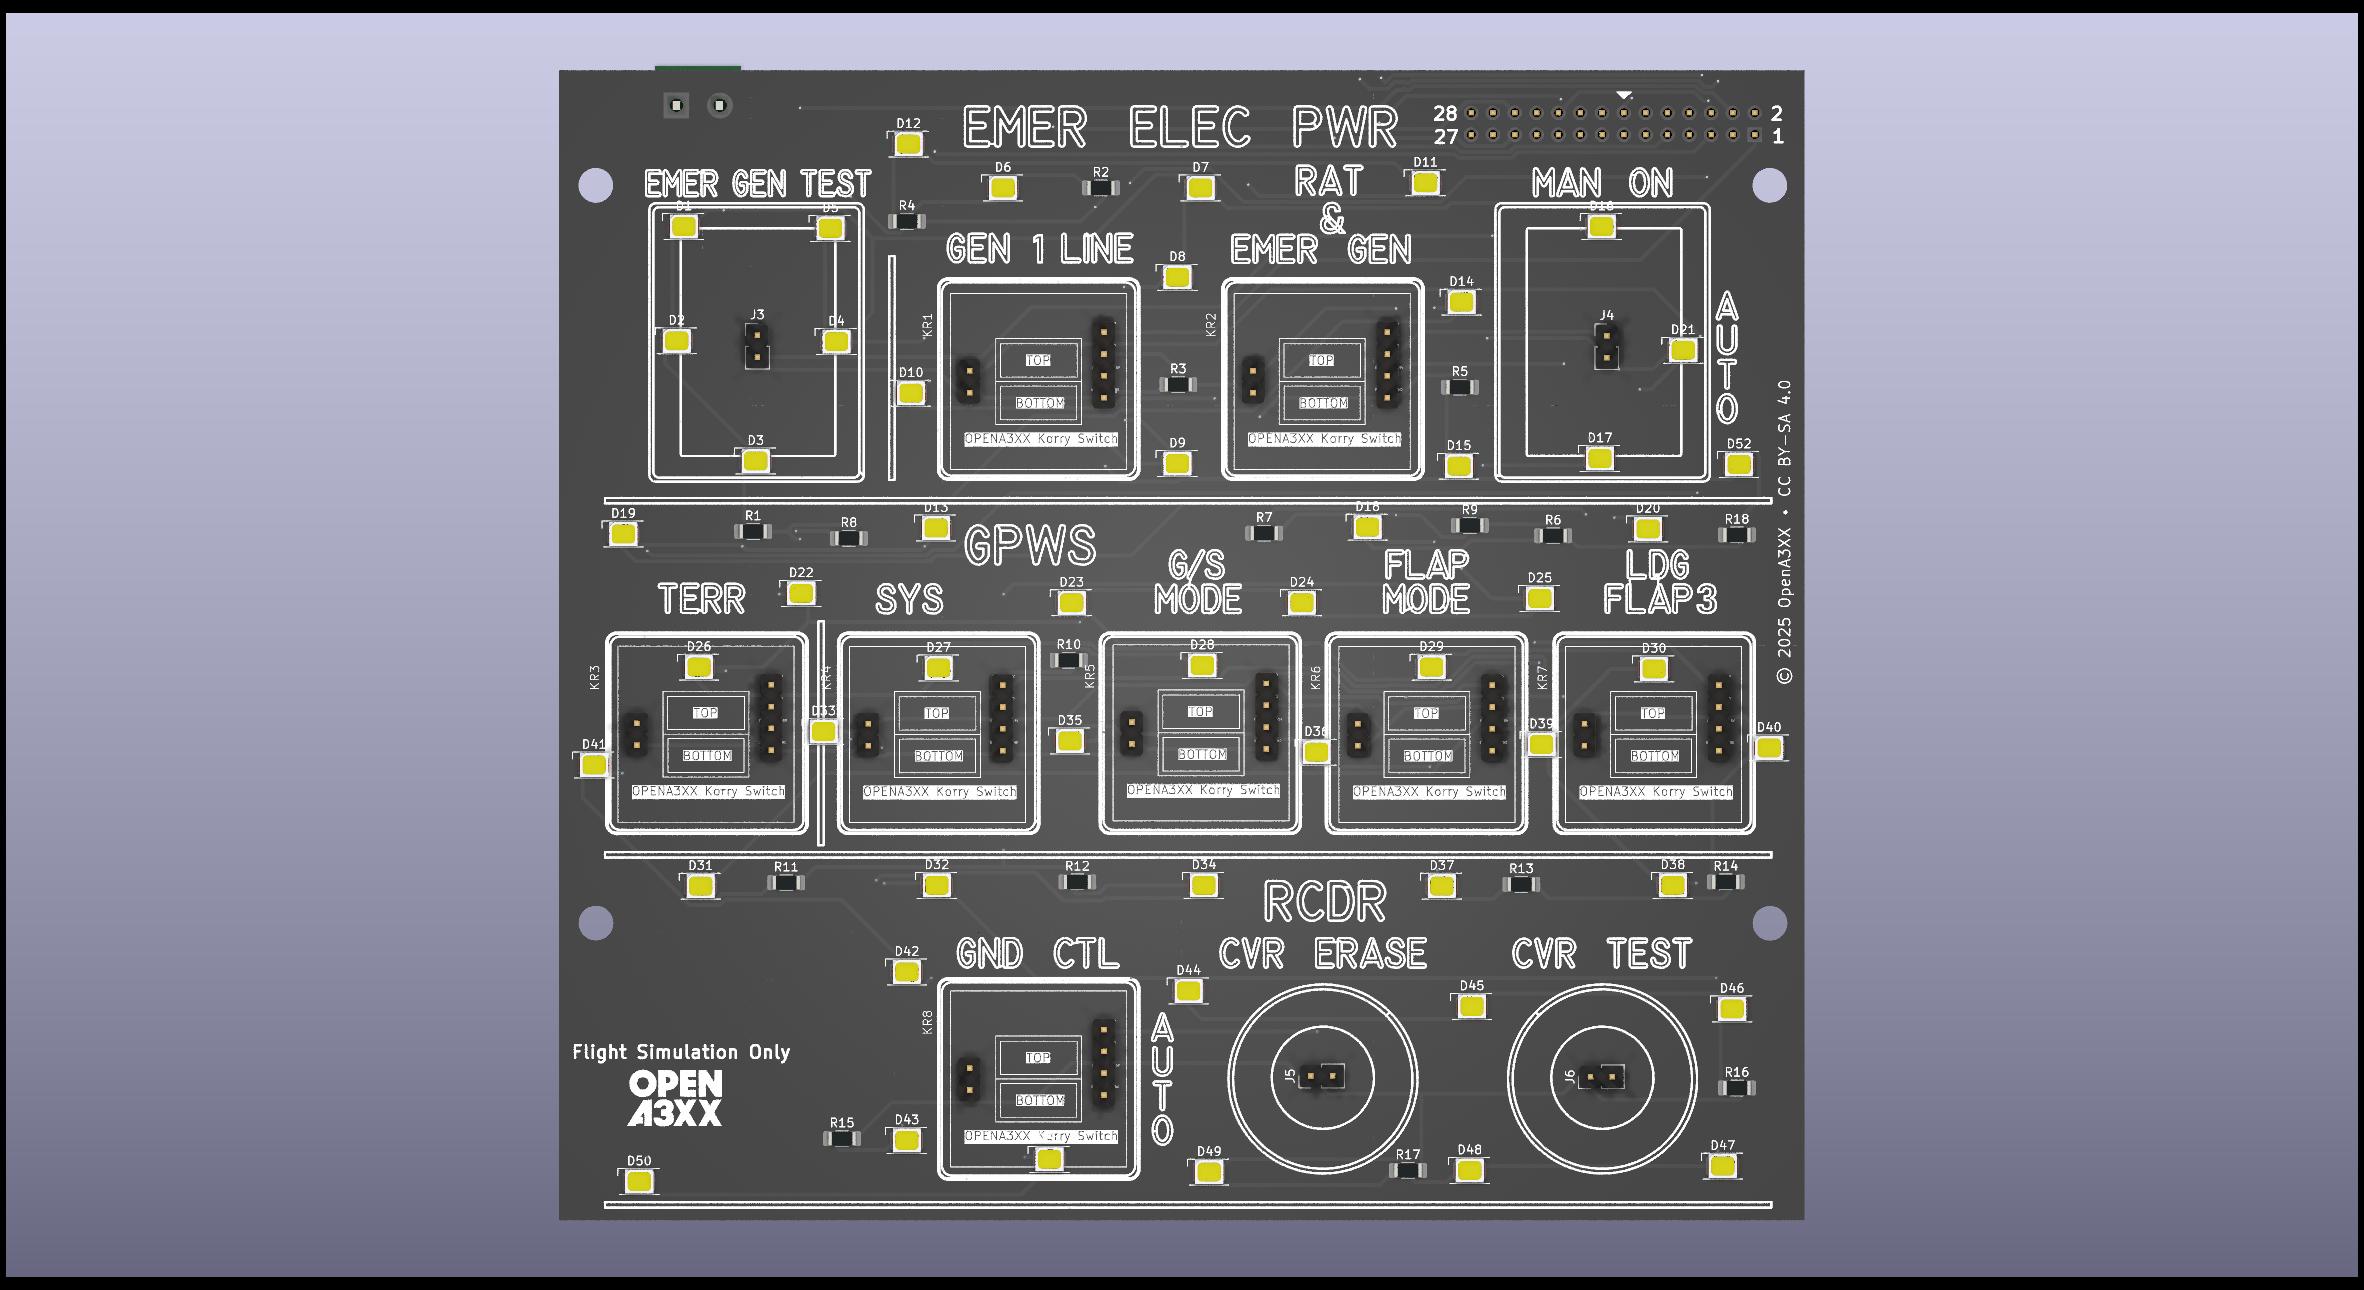 D12
EMER ELEC PWR
28 2
27 1
D6 R2 D7 RAT D11
EMER GEN TEST MAN ON
D1 D5 R4 & D16
GEN 1 LINE EMER GEN
D8
D14
KR1 KR2
D2 J3 D4 J4 D21
AUTO
TOP TOP
D10 R3 R5
BOTTOM BOTTOM
OPENA3XX Korry Switch OPENA3XX Korry Switch
D3 D9 D15 D17 D52
© 2025 OpenA3XX • CC BY-SA 4.0
D19 R1 R8 D13 R7 D18 R9 R6 D20 R18
GPWS
G/S FLAP LDG
D22 D23 D24 D25
TERR SYS MODE MODE FLAP3
D26 D27 R10 D28 D29 D30
KR3 KR4 KR5 KR6 KR7
TOP TOP TOP TOP TOP
D41 D33 D35 D36 D39 D40
BOTTOM BOTTOM BOTTOM BOTTOM BOTTOM
OPENA3XX Korry Switch OPENA3XX Korry Switch OPENA3XX Korry Switch OPENA3XX Korry Switch OPENA3XX Korry Switch
D31 R11 D32 R12 D34 D37 R13 D38 R14
RCDR
D42 GND CTL CVR ERASE CVR TEST
D44 D45 D46
KR8
AUTO
Flight Simulation Only TOP
OPEN J5 J6 R16
A3XX BOTTOM
R15 D43
OPENA3XX Korry Switch
D50 D49 R17 D48 D47